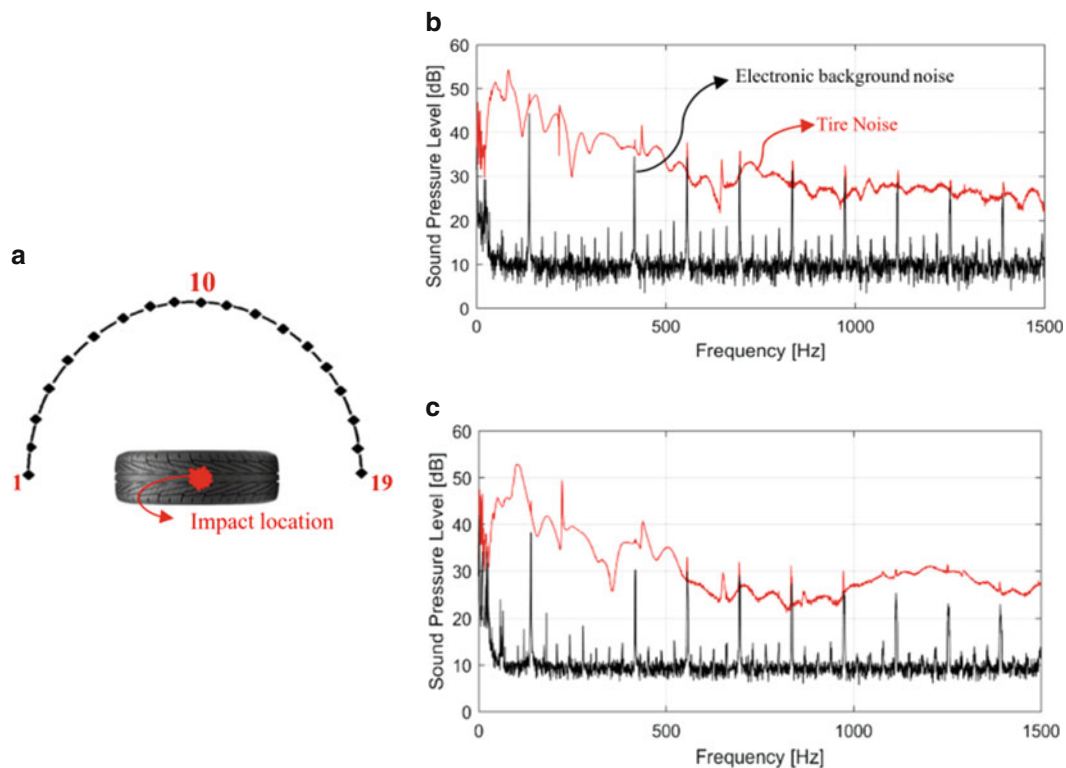 a
10
1
19
Impact location
b
60
50
40
30
20
10
0
Sound Pressure Level [dB]
Electronic background noise
Tire Noise
0
500
1000
1500
Frequency [Hz]
c
60
50
40
30
20
10
0
Sound Pressure Level [dB]
0
500
1000
1500
Frequency [Hz]